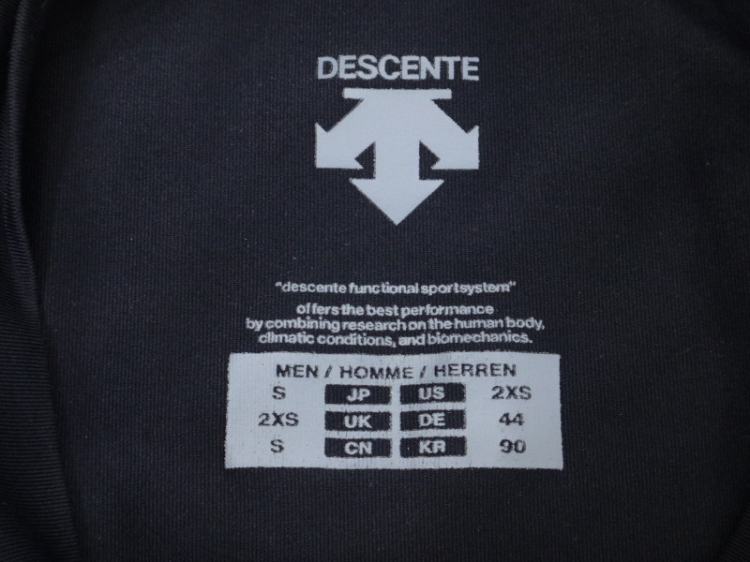 DESCENTE
"descente functional sportsystem"
offers the best performance
by combining research on the human body,
climatic conditions, and biomechanics.
MEN / HOMME / HERREN
S JP US 2XS
2XS UK DE 44
S CN KR 90